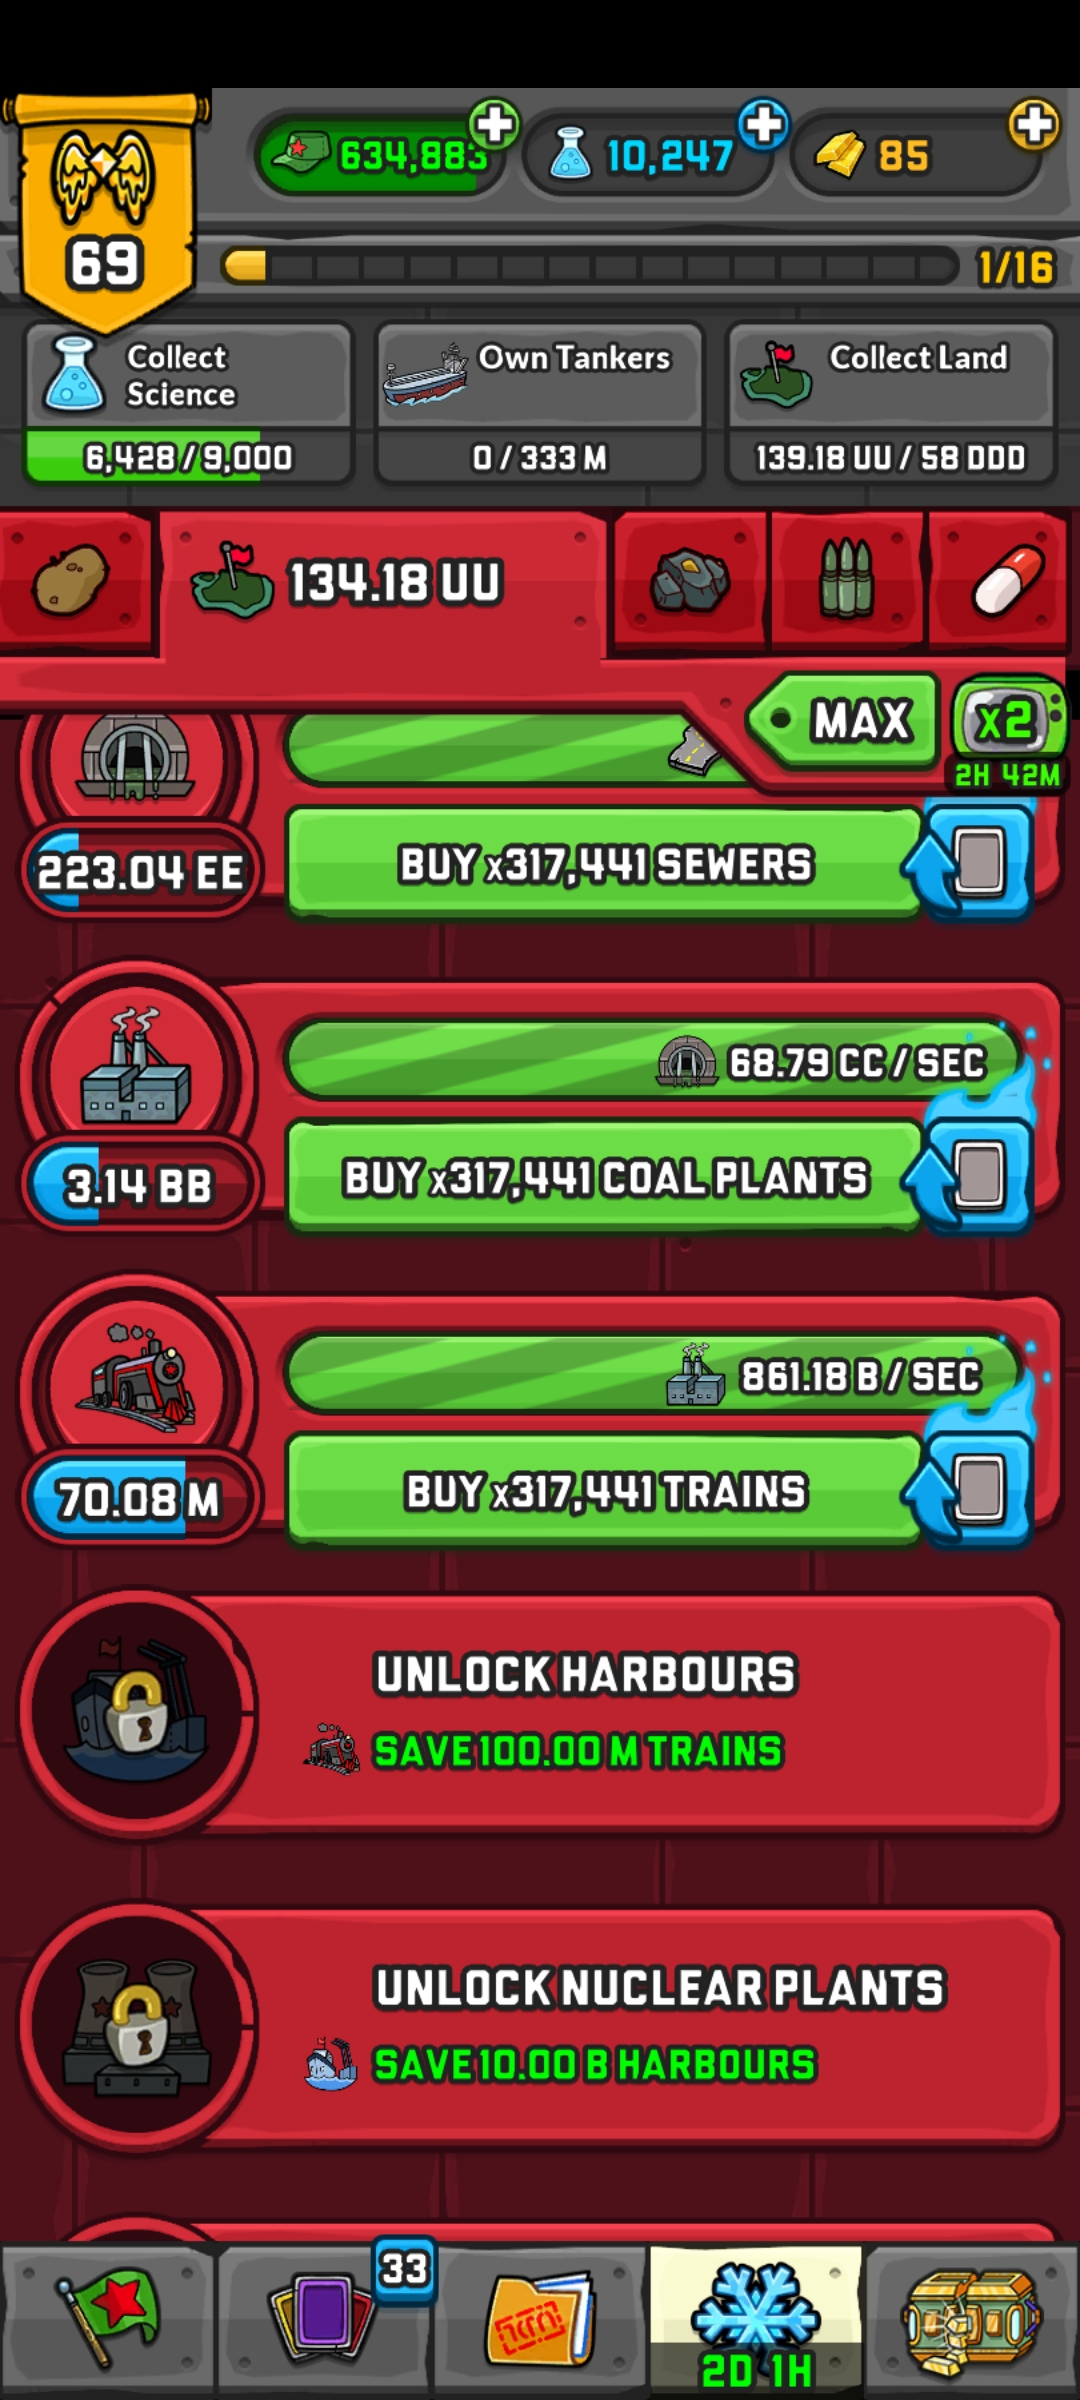 634,883
10,247
85
69
1/16
Collect
Science
6,428/9,000
Own Tankers
0/333 M
Collect Land
139.18 UU/58 DDD
134.18 UU
MAX
x2
2H 42M
223.04 EE
BUY x317,441 SEWERS
68.79 CC/SEC
3.14 BB
BUY x317,441 COAL PLANTS
861.18 B/SEC
70.08 M
BUY x317,441 TRAINS
UNLOCK HARBOURS
SAVE 100.00 M TRAINS
UNLOCK NUCLEAR PLANTS
SAVE 10.00 B HARBOURS
33
2D 1H